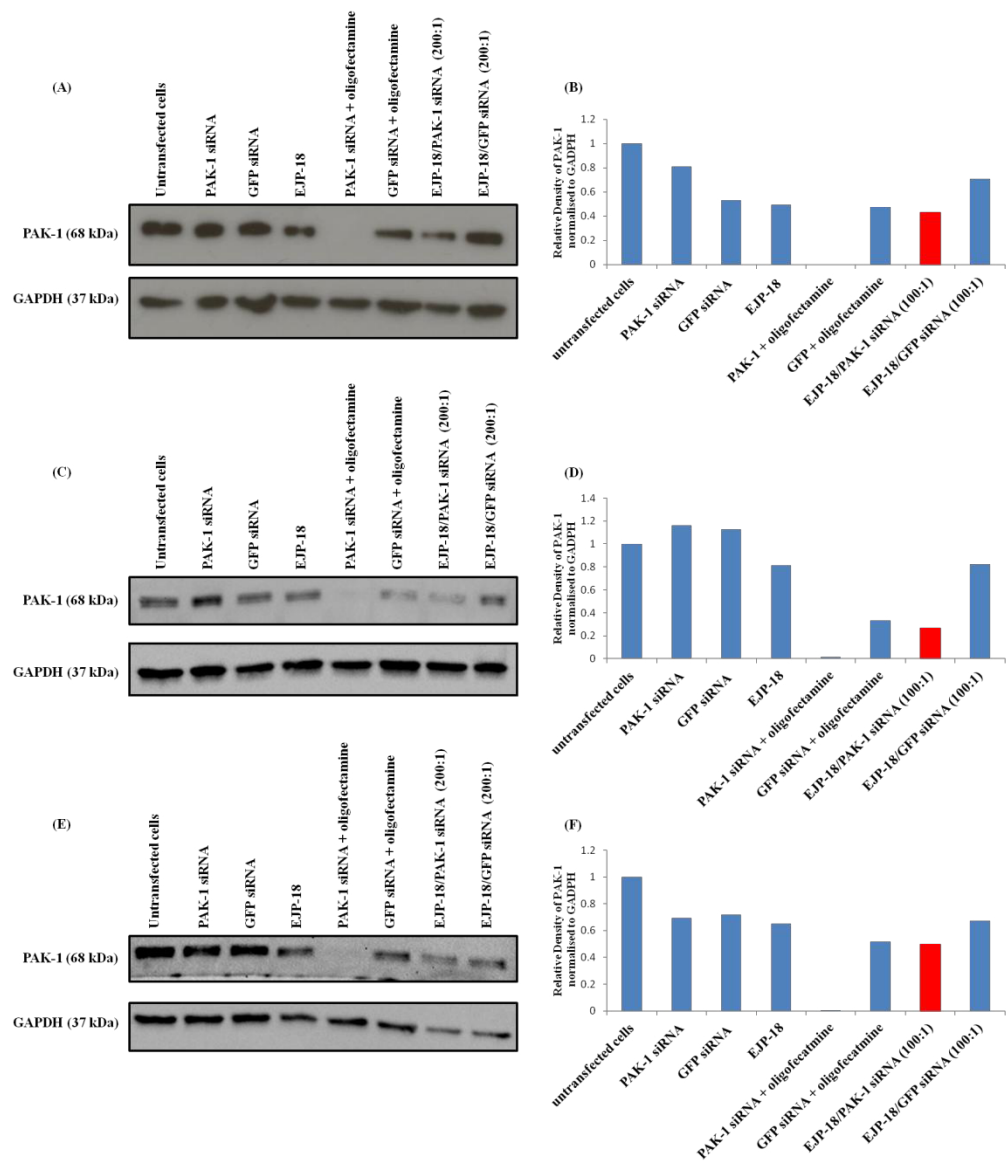 (A)
Untransfected cells
PAK-1 siRNA
GFP siRNA
EJP-18
PAK-1 siRNA + oligofectamine
GFP siRNA + oligofectamine
EJP-18/PAK-1 siRNA (200:1)
EJP-18/GFP siRNA (200:1)
PAK-1 (68 kDa)
GAPDH (37 kDa)
(B)
Relative Density of PAK-1
normalised to GADPH
1.2
1
0.8
0.6
0.4
0.2
0
untransfected cells
PAK-1 siRNA
GFP siRNA
EJP-18
PAK-1 + oligofectamine
GFP + oligofectamine
EJP-18/PAK-1 siRNA (100:1)
EJP-18/GFP siRNA (100:1)
(C)
Untransfected cells
PAK-1 siRNA
GFP siRNA
EJP-18
PAK-1 siRNA + oligofectamine
GFP siRNA + oligofectamine
EJP-18/PAK-1 siRNA (200:1)
EJP-18/GFP siRNA (200:1)
PAK-1 (68 kDa)
GAPDH (37 kDa)
(D)
Relative Density of PAK-1
normalised to GADPH
1.4
1.2
1
0.8
0.6
0.4
0.2
0
untransfected cells
PAK-1 siRNA
GFP siRNA
EJP-18
PAK-1 siRNA + oligofectamine
GFP siRNA + oligofectamine
EJP-18/PAK-1 siRNA (100:1)
EJP-18/GFP siRNA (100:1)
(E)
Untransfected cells
PAK-1 siRNA
GFP siRNA
EJP-18
PAK-1 siRNA + oligofectamine
GFP siRNA + oligofectamine
EJP-18/PAK-1 siRNA (200:1)
EJP-18/GFP siRNA (200:1)
PAK-1 (68 kDa)
GAPDH (37 kDa)
(F)
Relative Density of PAK-1
normalised to GADPH
1.2
1
0.8
0.6
0.4
0.2
0
untransfected cells
PAK-1 siRNA
GFP siRNA
EJP-18
PAK-1 siRNA + oligofecatmine
GFP siRNA + oligofecatmine
EJP-18/PAK-1 siRNA (100:1)
EJP-18/GFP siRNA (100:1)